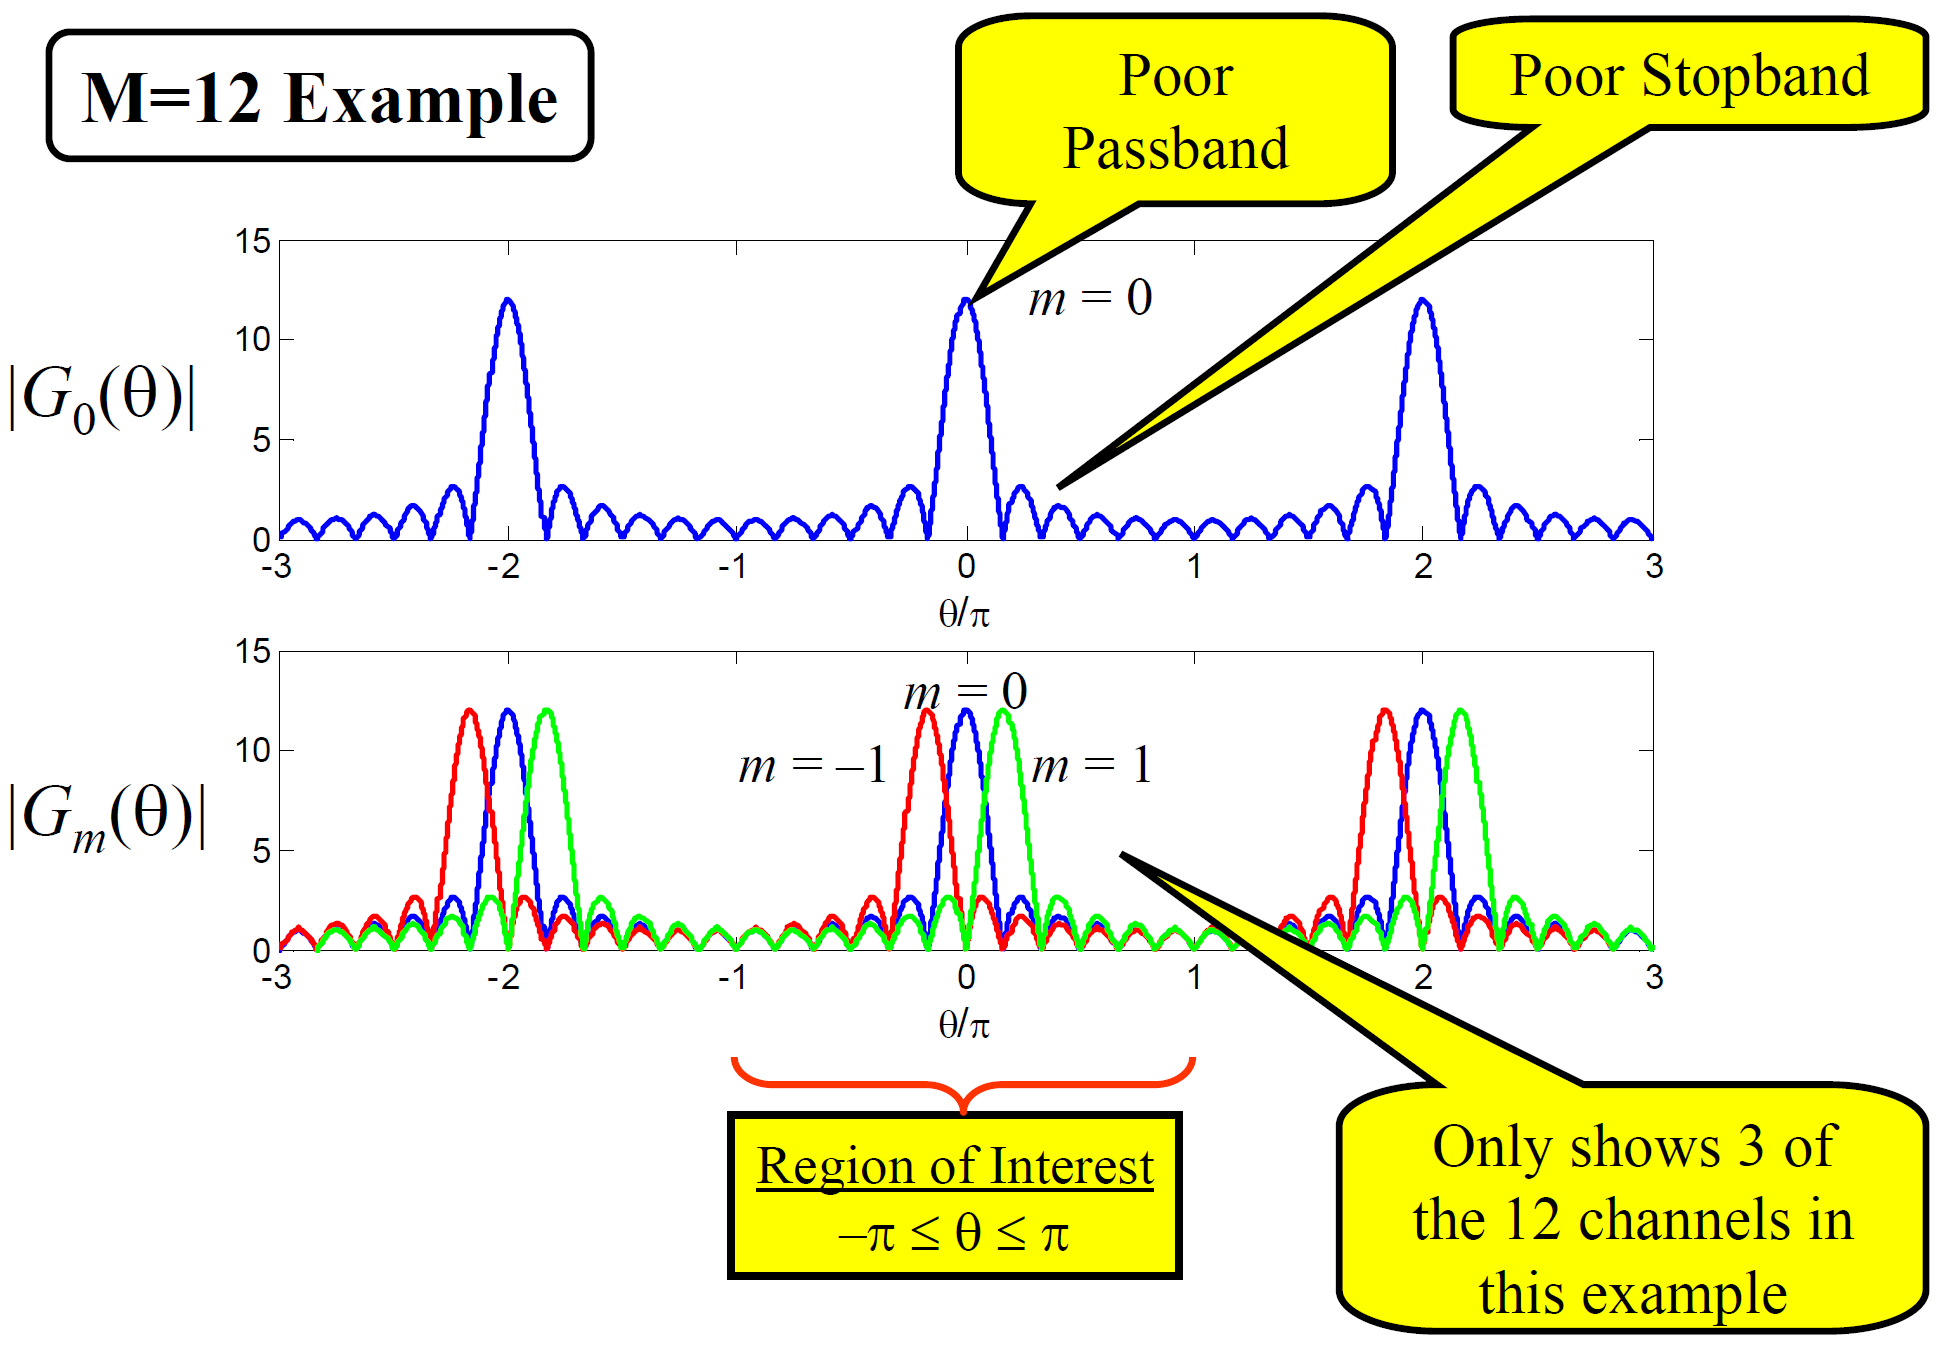 M=12 Example
Poor
Passband
Poor Stopband
15
10
5
0
|G₀(θ)|
m = 0
-3 -2 -1 0 1 2 3
θ/π
15
10
5
0
|Gₘ(θ)|
m = 0
m = –1
m = 1
-3 -2 -1 0 1 2 3
θ/π
Region of Interest
–π ≤ θ ≤ π
Only shows 3 of
the 12 channels in
this example